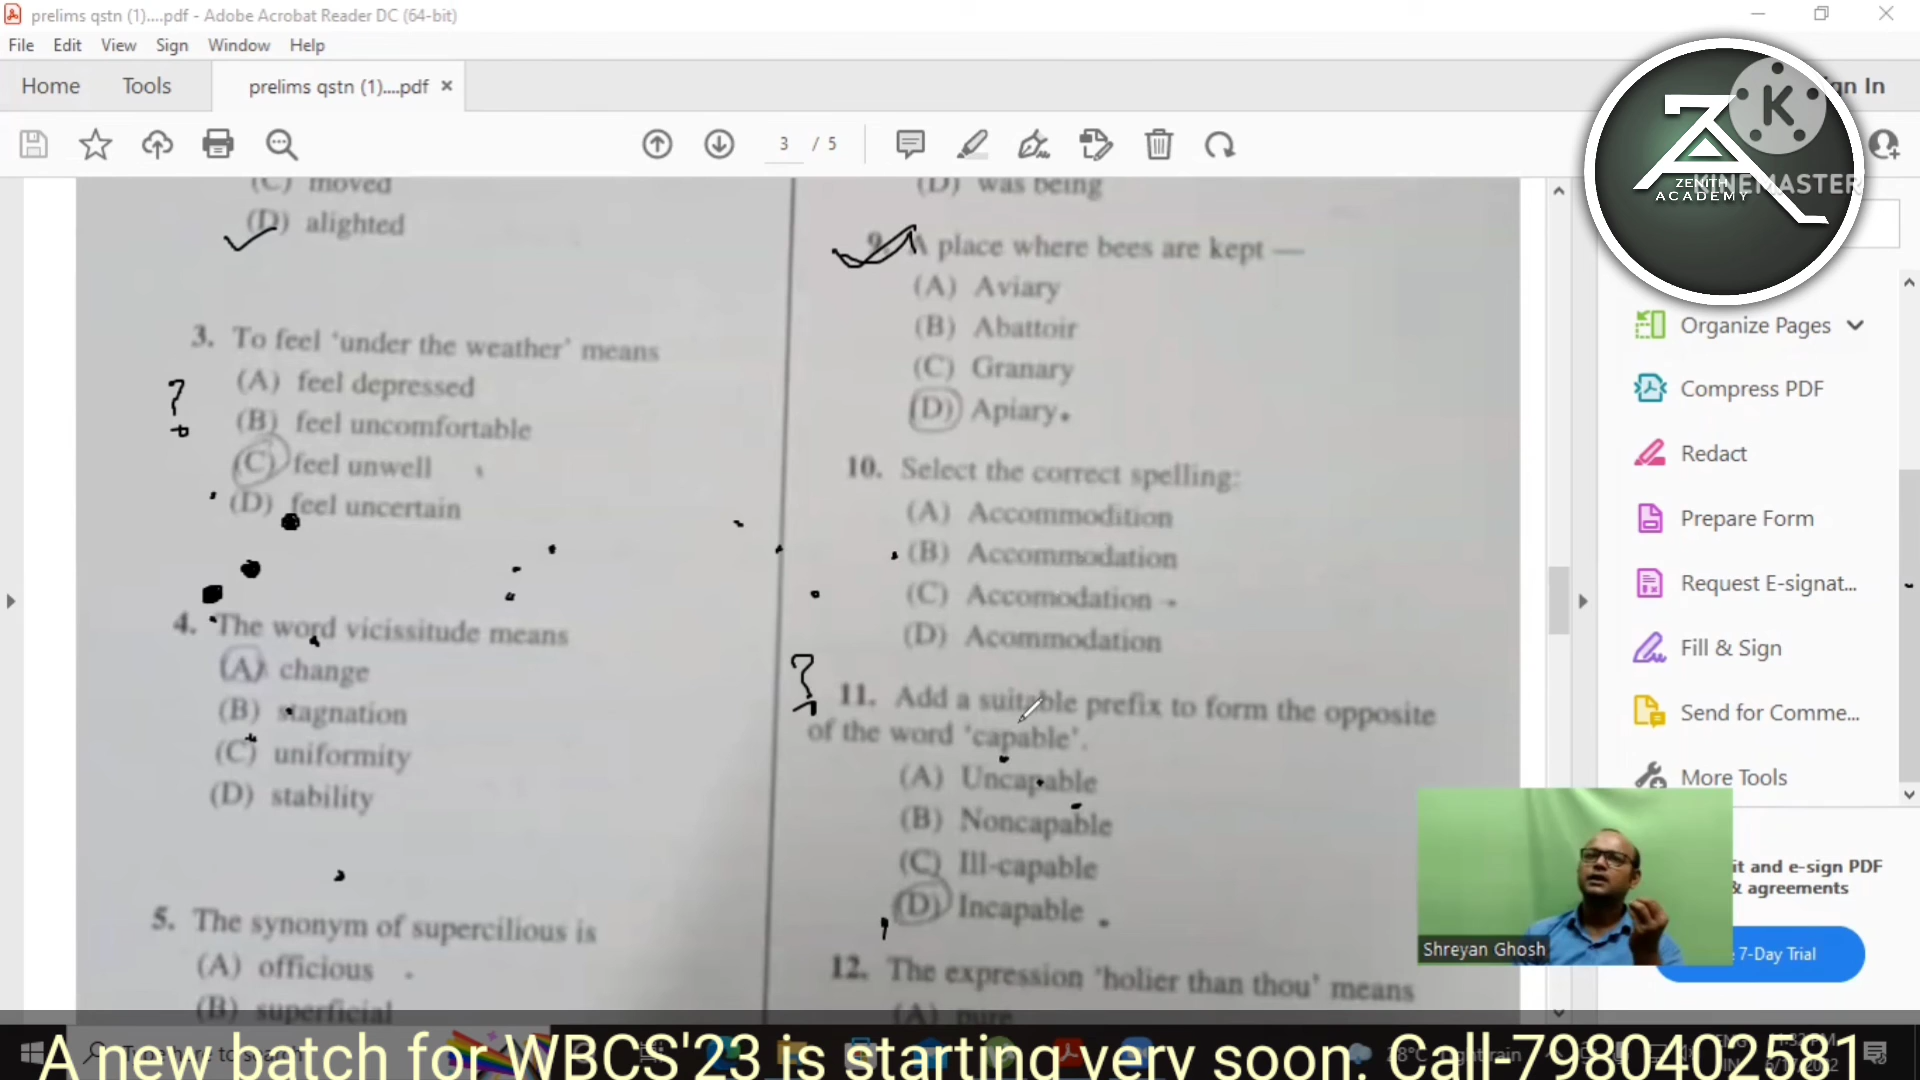 prelims qstn (1)....pdf - Adobe Acrobat Reader DC (64-bit)
File Edit View Sign Window Help
Home Tools prelims qstn (1)....pdf × gn In
3 / 5
K
KINEMASTER
ZENITH
ACADEMY
(C) moved
(D) alighted
3. To feel 'under the weather' means
(A) feel depressed
(B) feel uncomfortable
(C) feel unwell
(D) feel uncertain
4. The word vicissitude means
(A) change
(B) stagnation
(C) uniformity
(D) stability
5. The synonym of supercilious is
(A) officious
(B) superficial
(D) was being
9. A place where bees are kept —
(A) Aviary
(B) Abattoir
(C) Granary
(D) Apiary
10. Select the correct spelling:
(A) Accommodition
(B) Accommodation
(C) Accomodation
(D) Acommodation
11. Add a suitable prefix to form the opposite
of the word 'capable'.
(A) Uncapable
(B) Noncapable
(C) Ill-capable
(D) Incapable
12. The expression 'holier than thou' means
(A) pure
Organize Pages
Compress PDF
Redact
Prepare Form
Request E-signat...
Fill & Sign
Send for Comme...
More Tools
it and e-sign PDF
& agreements
7-Day Trial
Shreyan Ghosh
A new batch for WBCS'23 is starting very soon. Call-7980402581